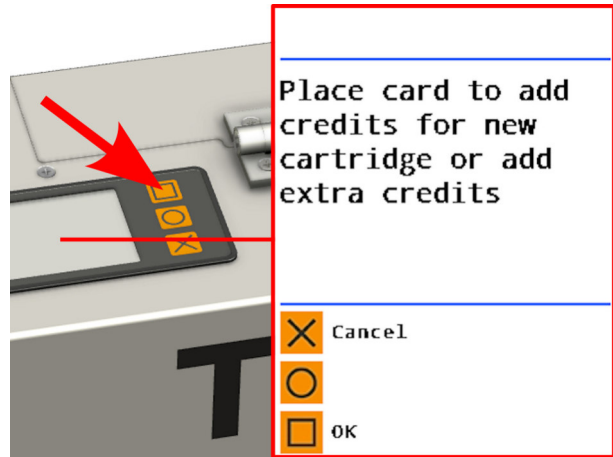 Place card to add
credits for new
cartridge or add
extra credits
Cancel
OK
T